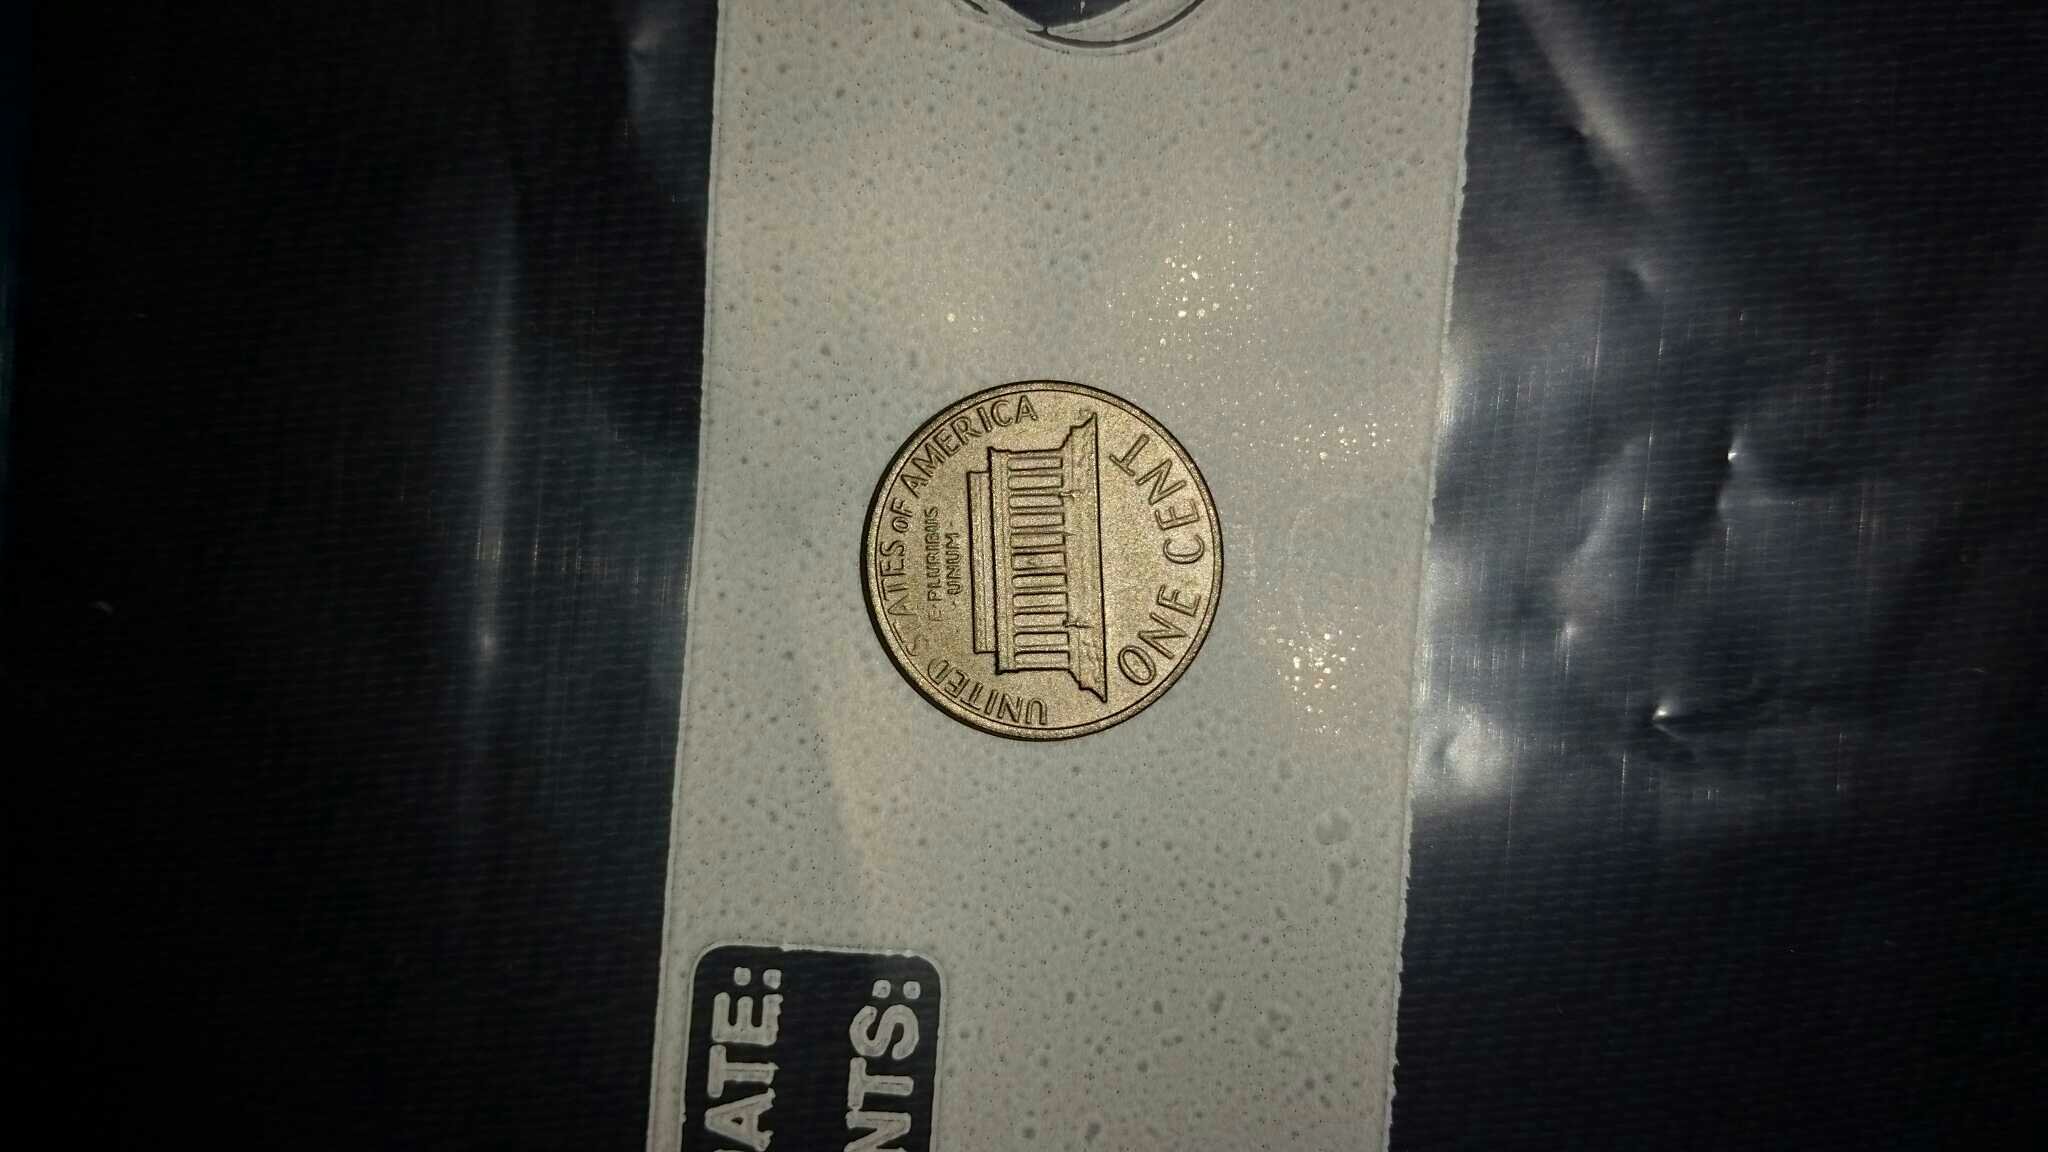 UNITED STATES OF AMERICA
E·PLURIBUS
·UNUM·
ONE CENT
ATE:
NTS: